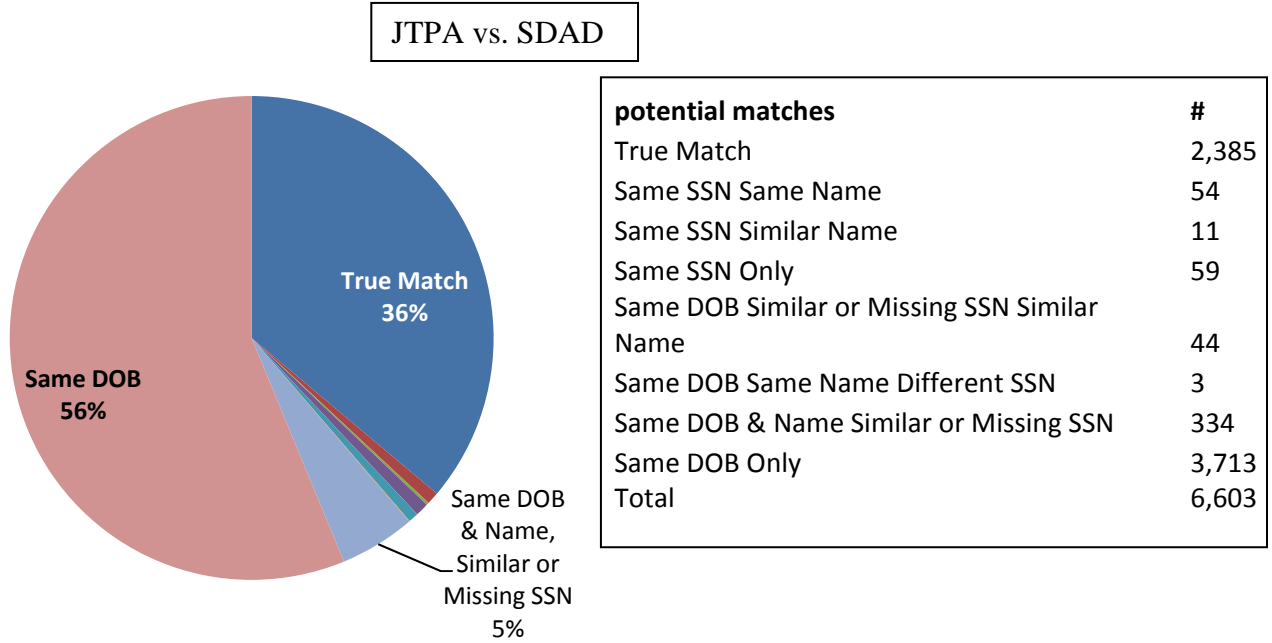 JTPA vs. SDAD
True Match
36%
Same DOB
56%
Same DOB
& Name,
Similar or
Missing SSN
5%
potential matches #
True Match 2,385
Same SSN Same Name 54
Same SSN Similar Name 11
Same SSN Only 59
Same DOB Similar or Missing SSN Similar
Name 44
Same DOB Same Name Different SSN 3
Same DOB & Name Similar or Missing SSN 334
Same DOB Only 3,713
Total 6,603